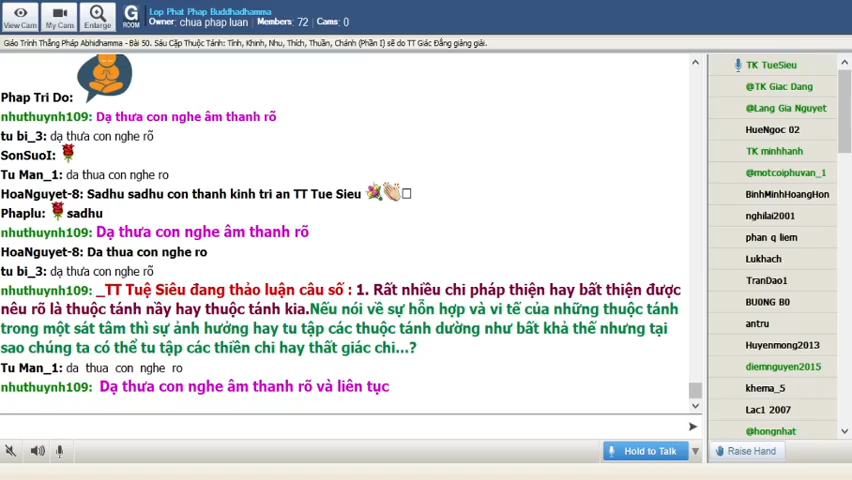 Lop Phat Phap Buddhadhamma
Owner: chua phap luan Members: 72 Cams: 0
View Cam
My Cam
Enlarge
G
ROOM
Giáo Trình Thắng Pháp Abhidhamma - Bài 50. Sáu Cặp Thuộc Tánh: Tĩnh, Khinh, Nhu, Thích, Thuần, Chánh (Phần I) sẽ do TT Giác Đẳng giảng giải.
Phap Tri Do:
nhuthuynh109: Dạ thưa con nghe âm thanh rõ
tu bi_3: dạ thưa con nghe rõ
SonSuoI:
Tu Man_1: da thua con nghe ro
HoaNguyet-8: Sadhu sadhu con thanh kinh tri an TT Tue Sieu
Phaplu: sadhu
nhuthuynh109: Dạ thưa con nghe âm thanh rõ
HoaNguyet-8: Da thua con nghe ro
tu bi_3: dạ thưa con nghe rõ
nhuthuynh109: _TT Tuệ Siêu đang thảo luận câu số : 1. Rất nhiều chi pháp thiện hay bất thiện được
nêu rõ là thuộc tánh nầy hay thuộc tánh kia.Nếu nói về sự hỗn hợp và vi tế của những thuộc tánh
trong một sát tâm thì sự ảnh hưởng hay tu tập các thuộc tánh dường như bất khả thế nhưng tại
sao chúng ta có thể tu tập các thiền chi hay thất giác chi...?
Tu Man_1: da thua con nghe ro
nhuthuynh109: Dạ thưa con nghe âm thanh rõ và liên tục
Hold to Talk
TK TueSieu
@TK Giac Dang
@Lang Gia Nguyet
HueNgoc 02
TK minhhanh
@motcoiphuvan_1
BinhMinhHoangHon
nghilai2001
phan q liem
Lukhach
TranDao1
BU0NG B0
antru
Huyenmong2013
diemnguyen2015
khema_5
Lac1 2007
@hongnhat
Raise Hand